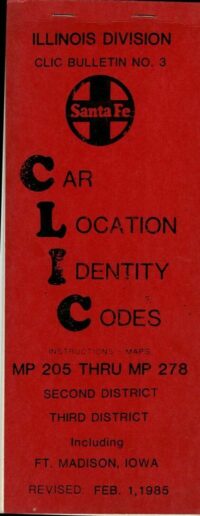 ILLINOIS DIVISION
CLIC BULLETIN NO. 3
Santa Fe
CAR
LOCATION
IDENTITY
CODES
INSTRUCTIONS - MAPS
MP 205 THRU MP 278
SECOND DISTRICT
THIRD DISTRICT
Including
FT. MADISON, IOWA
REVISED: FEB. 1,1985